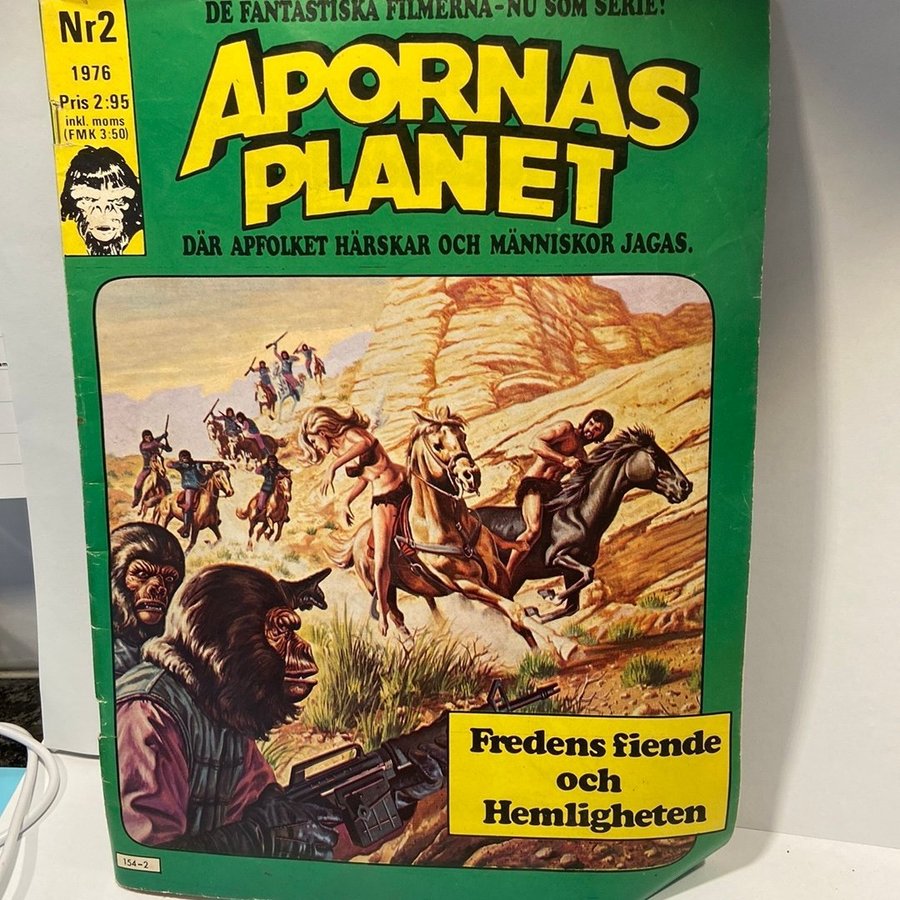 DE FANTASTISKA FILMERNA-NU SOM SERIE!
Nr2
1976
Pris 2:95
inkl. moms
(FMK 3:50)
APORNAS
PLANET
DÄR APFOLKET HÄRSKAR OCH MÄNNISKOR JAGAS.
Fredens fiende
och
Hemligheten
154-2